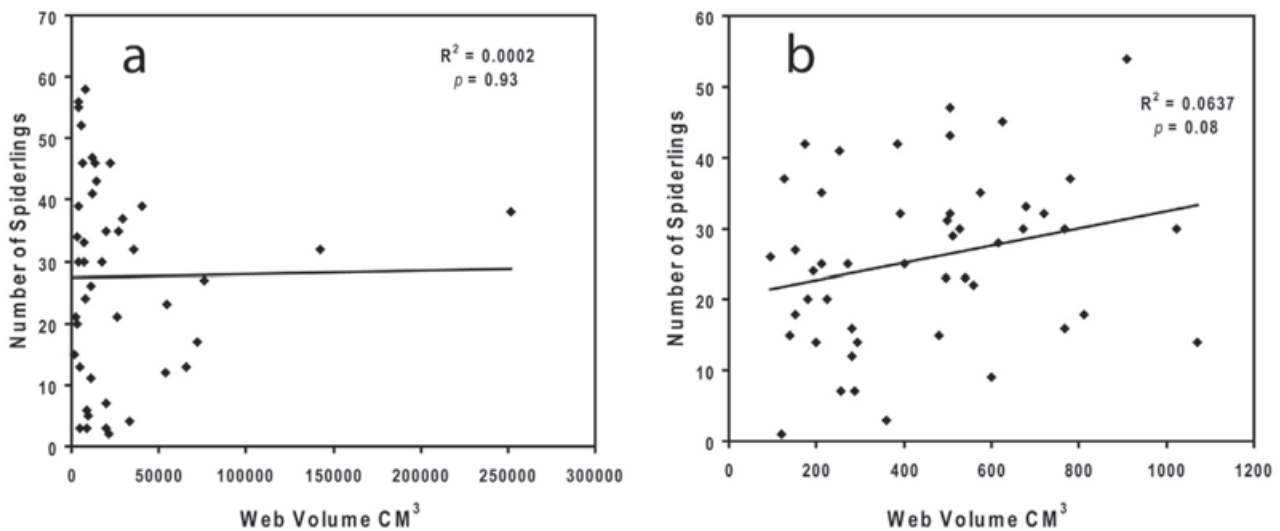 a
R² = 0.0002
p = 0.93
Number of Spiderlings
70
60
50
40
30
20
10
0
0 50000 100000 150000 200000 250000 300000
Web Volume CM³
b
R² = 0.0637
p = 0.08
Number of Spiderlings
60
50
40
30
20
10
0
0 200 400 600 800 1000 1200
Web Volume CM³